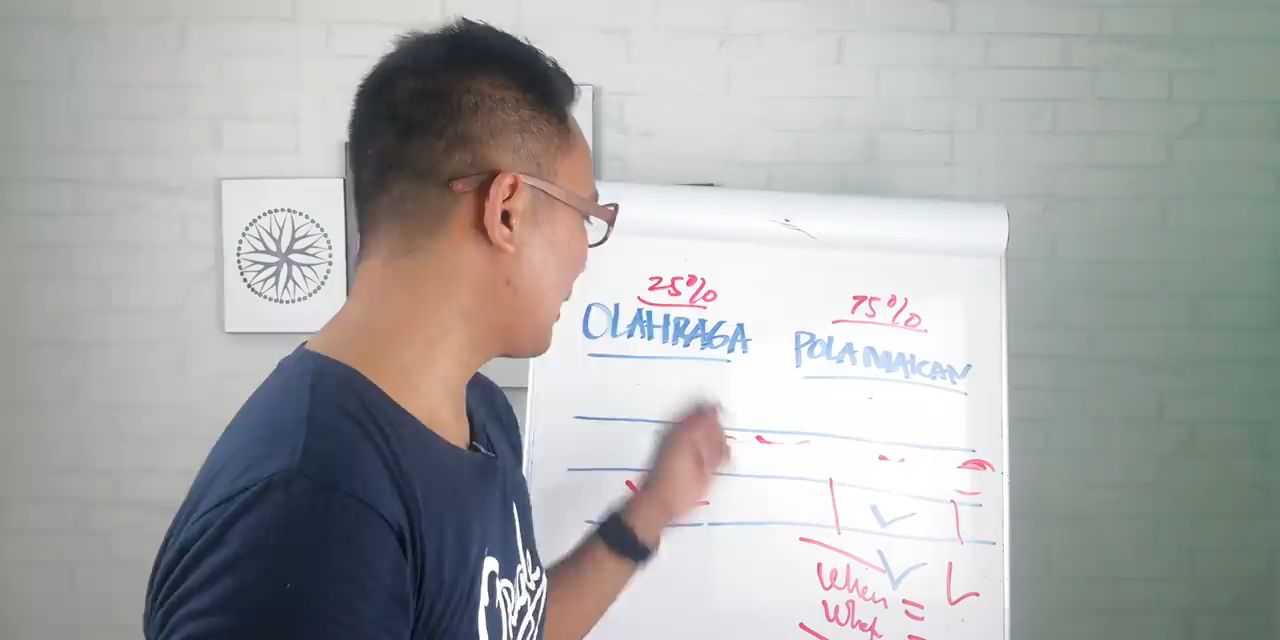 25% 75%
OLAHRAGA POLA MAKAN
When =
What =